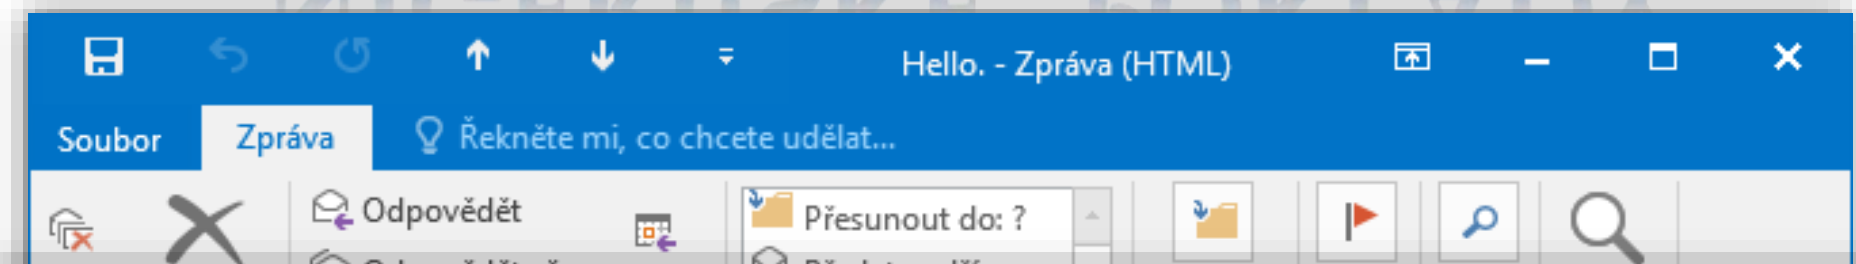 Hello. - Zpráva (HTML)
Soubor Zpráva Řekněte mi, co chcete udělat...
Odpovědět
Přesunout do: ?